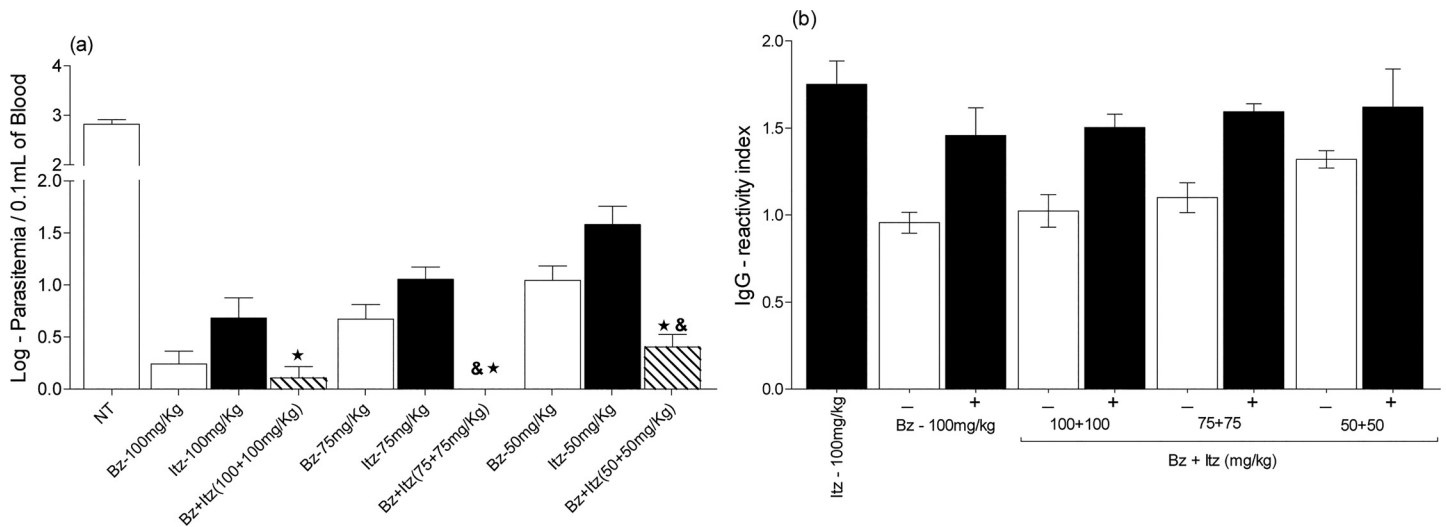 (a)
Log - Parasitemia / 0.1mL of Blood
4
3
2
2.0
1.5
1.0
0.5
0.0
★
& ★
★ &
NT
Bz-100mg/Kg
Itz-100mg/Kg
Bz+Itz(100+100mg/Kg)
Bz-75mg/Kg
Itz-75mg/Kg
Bz+Itz(75+75mg/Kg)
Bz-50mg/Kg
Itz-50mg/Kg
Bz+Itz(50+50mg/Kg)
(b)
IgG - reactivity index
2.0
1.5
1.0
0.5
0.0
Itz - 100mg/kg
– + – + – + – +
Bz - 100mg/kg 100+100 75+75 50+50
Bz + Itz (mg/kg)